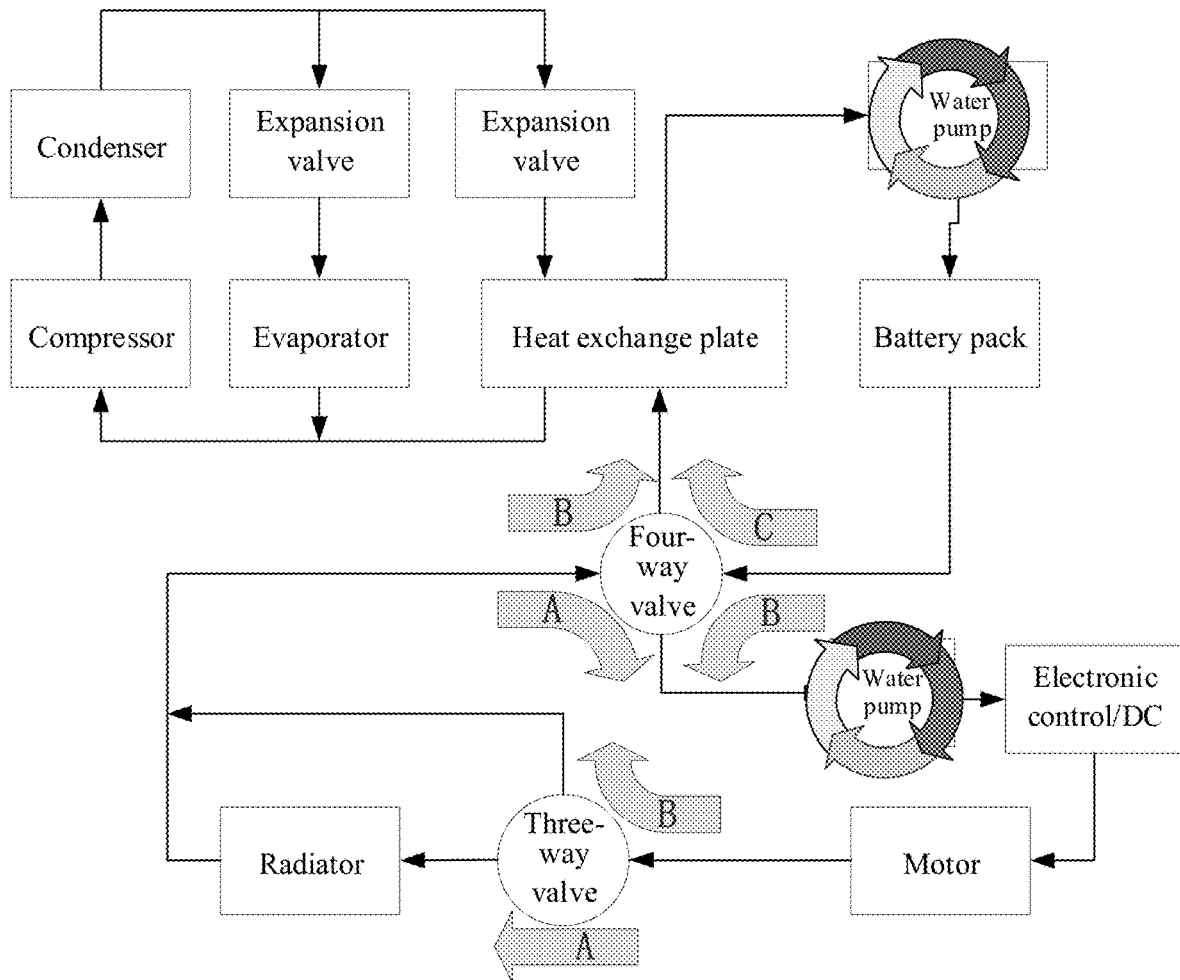 Condenser
Expansion
valve
Expansion
valve
Water
pump
Compressor
Evaporator
Heat exchange plate
Battery pack
B
C
Four-
way
valve
A
B
Water
pump
Electronic
control/DC
B
Radiator
Three-
way
valve
Motor
A